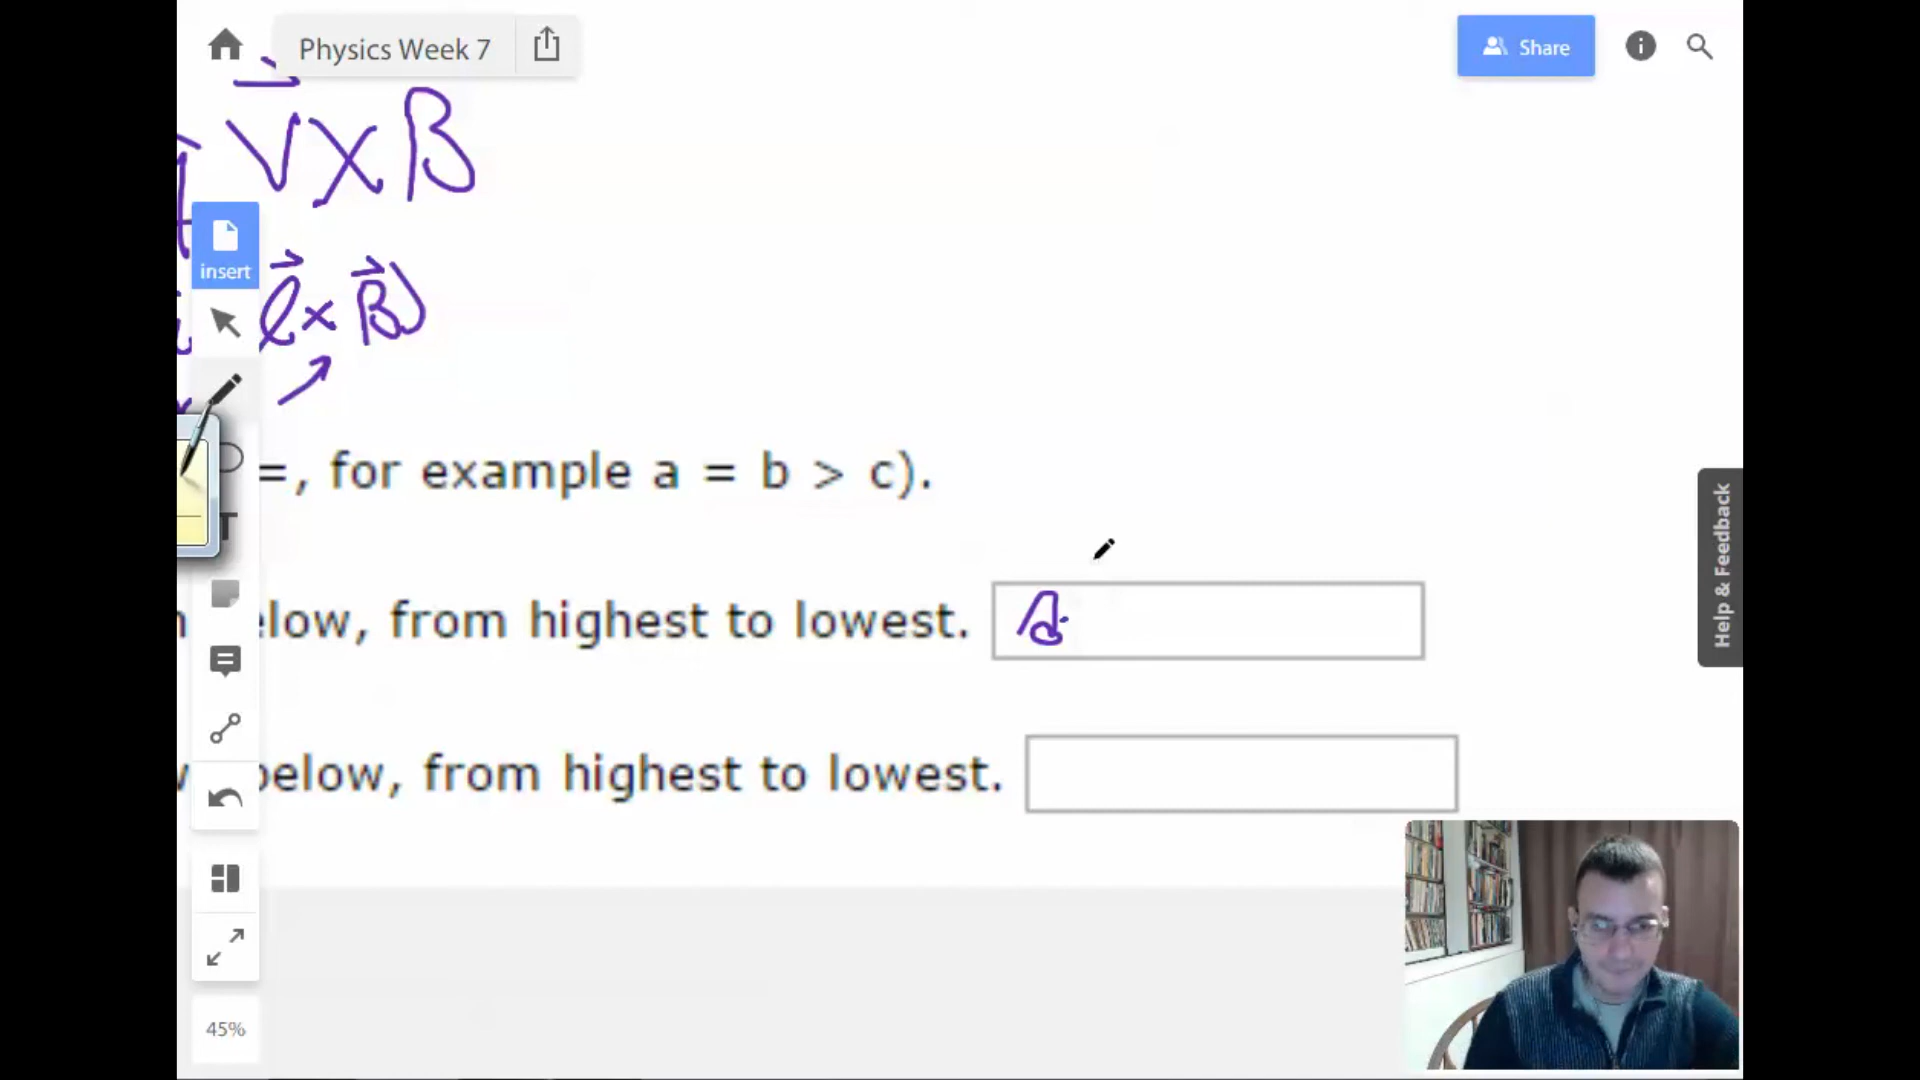 Physics Week 7
Share
V×B
insert
ℓ× B)
=, for example a = b > c).
elow, from highest to lowest.
below, from highest to lowest.
Help & Feedback
45%